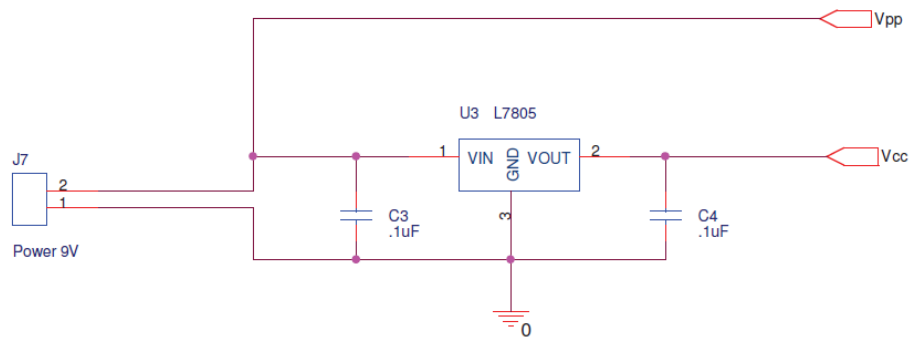 Vpp
U3 L7805
1
VIN
GND
VOUT
2
Vcc
J7
2
1
3
C3
.1uF
C4
.1uF
Power 9V
0